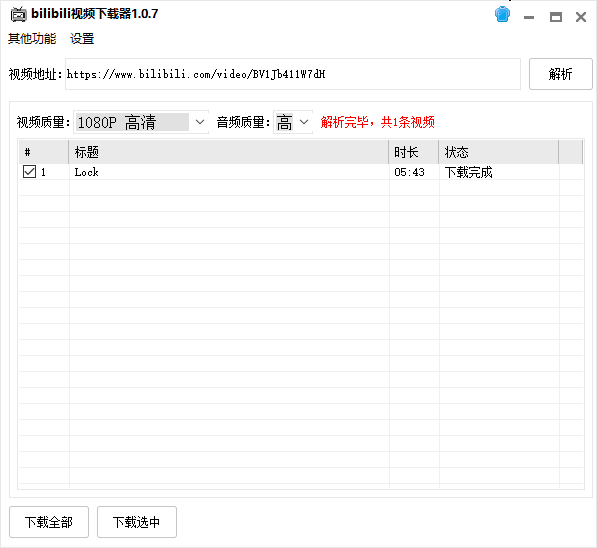 bilibili视频下载器1.0.7
其他功能 设置
视频地址: https://www.bilibili.com/video/BV1Jb411W7dH 解析
视频质量: 1080P 高清 音频质量: 高 解析完毕，共1条视频
# 标题 时长 状态
1 Lock 05:43 下载完成
下载全部 下载选中